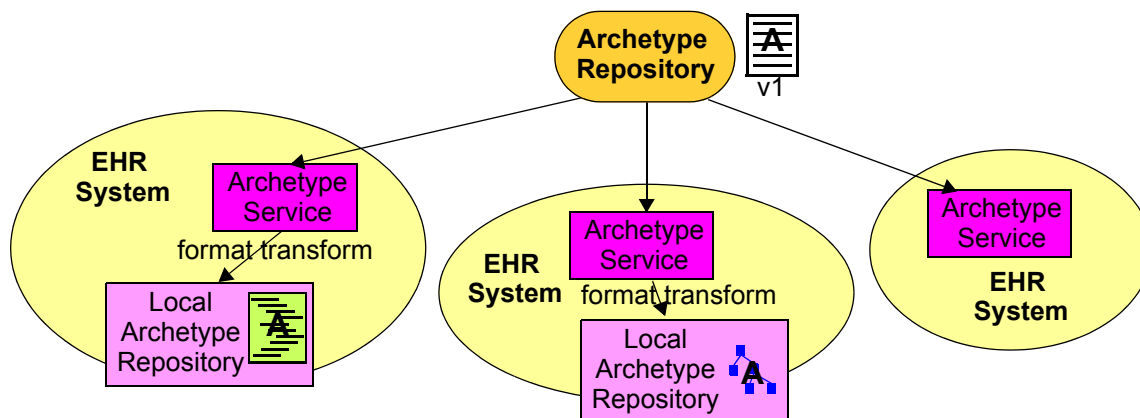 Archetype
Repository
A
v1
EHR
System
Archetype
Service
format transform
Local
Archetype
Repository
A
EHR
System
Archetype
Service
format transform
Local
Archetype
Repository
A
Archetype
Service
EHR
System